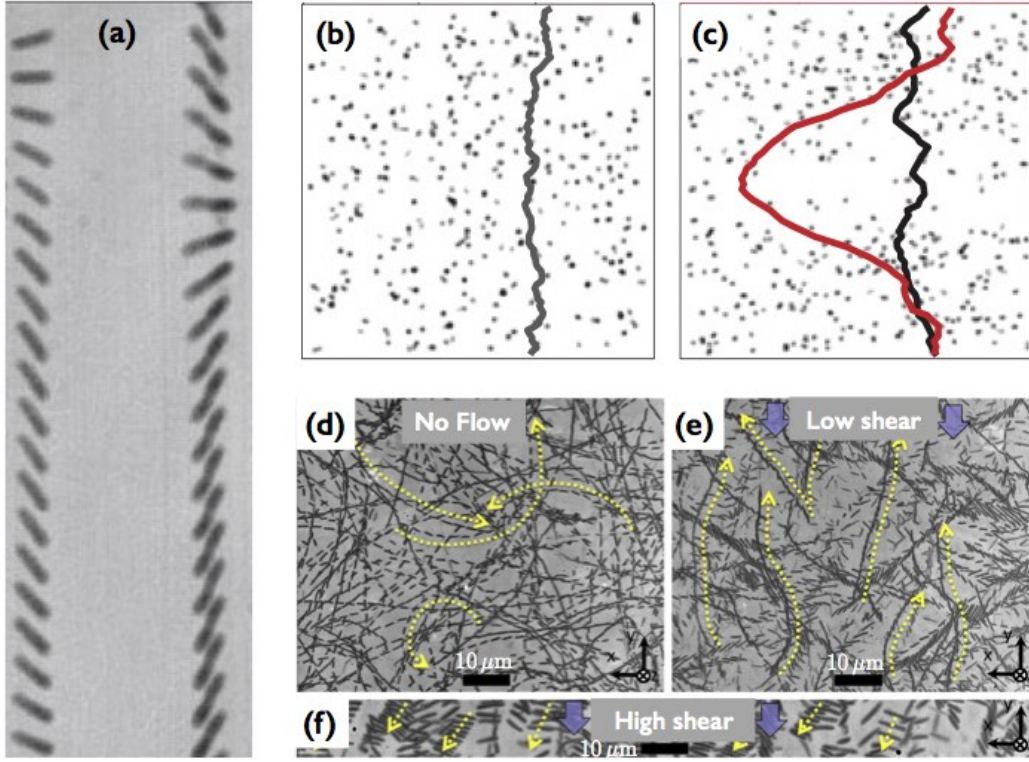 (a)
(b)
(c)
(d)
No Flow
y
x
10 μm
(e)
Low shear
y
x
10 μm
(f)
High shear
10 μm
y
x